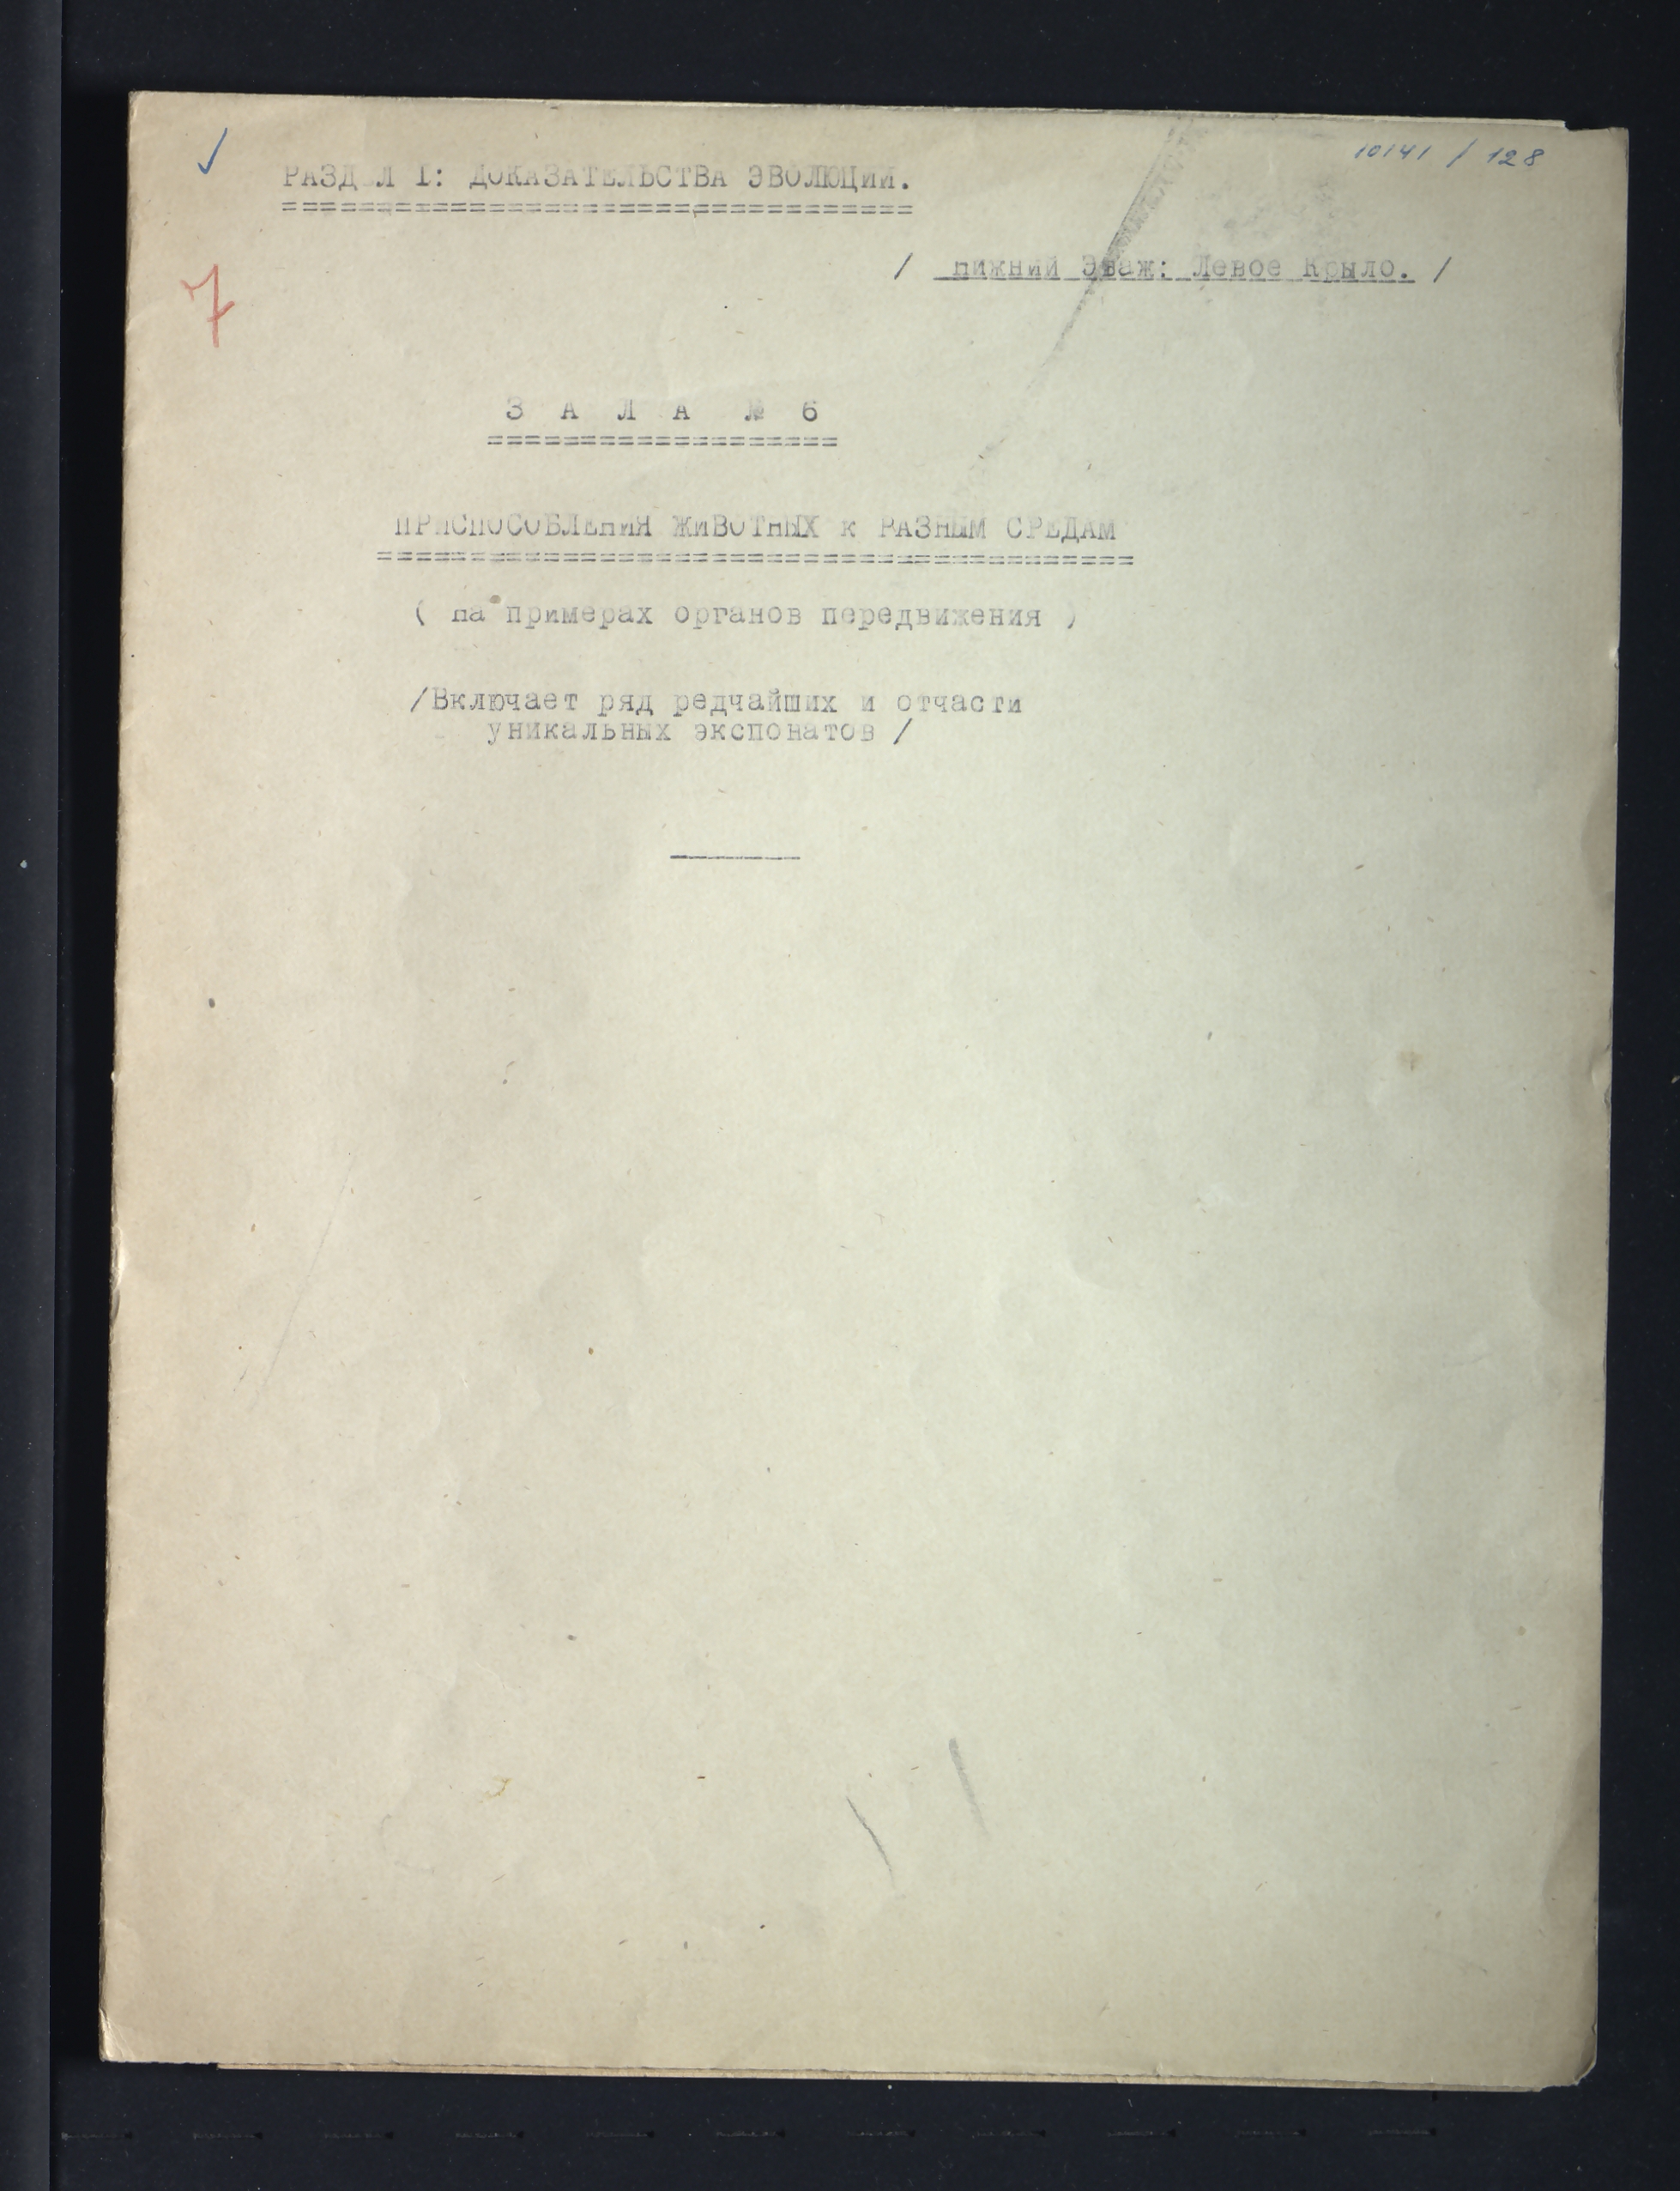 10141 / 128
РАЗДЕЛ I: ДОКАЗАТЕЛЬСТВА ЭВОЛЮЦИИ.
/ Нижний Этаж: Левое Крыло. /
7
З А Л А № 6
ПРИСПОСОБЛЕНИЯ ЖИВОТНЫХ к РАЗНЫМ СРЕДАМ
( на примерах органов передвижения )
/Включает ряд редчайших и отчасти
уникальных экспонатов /